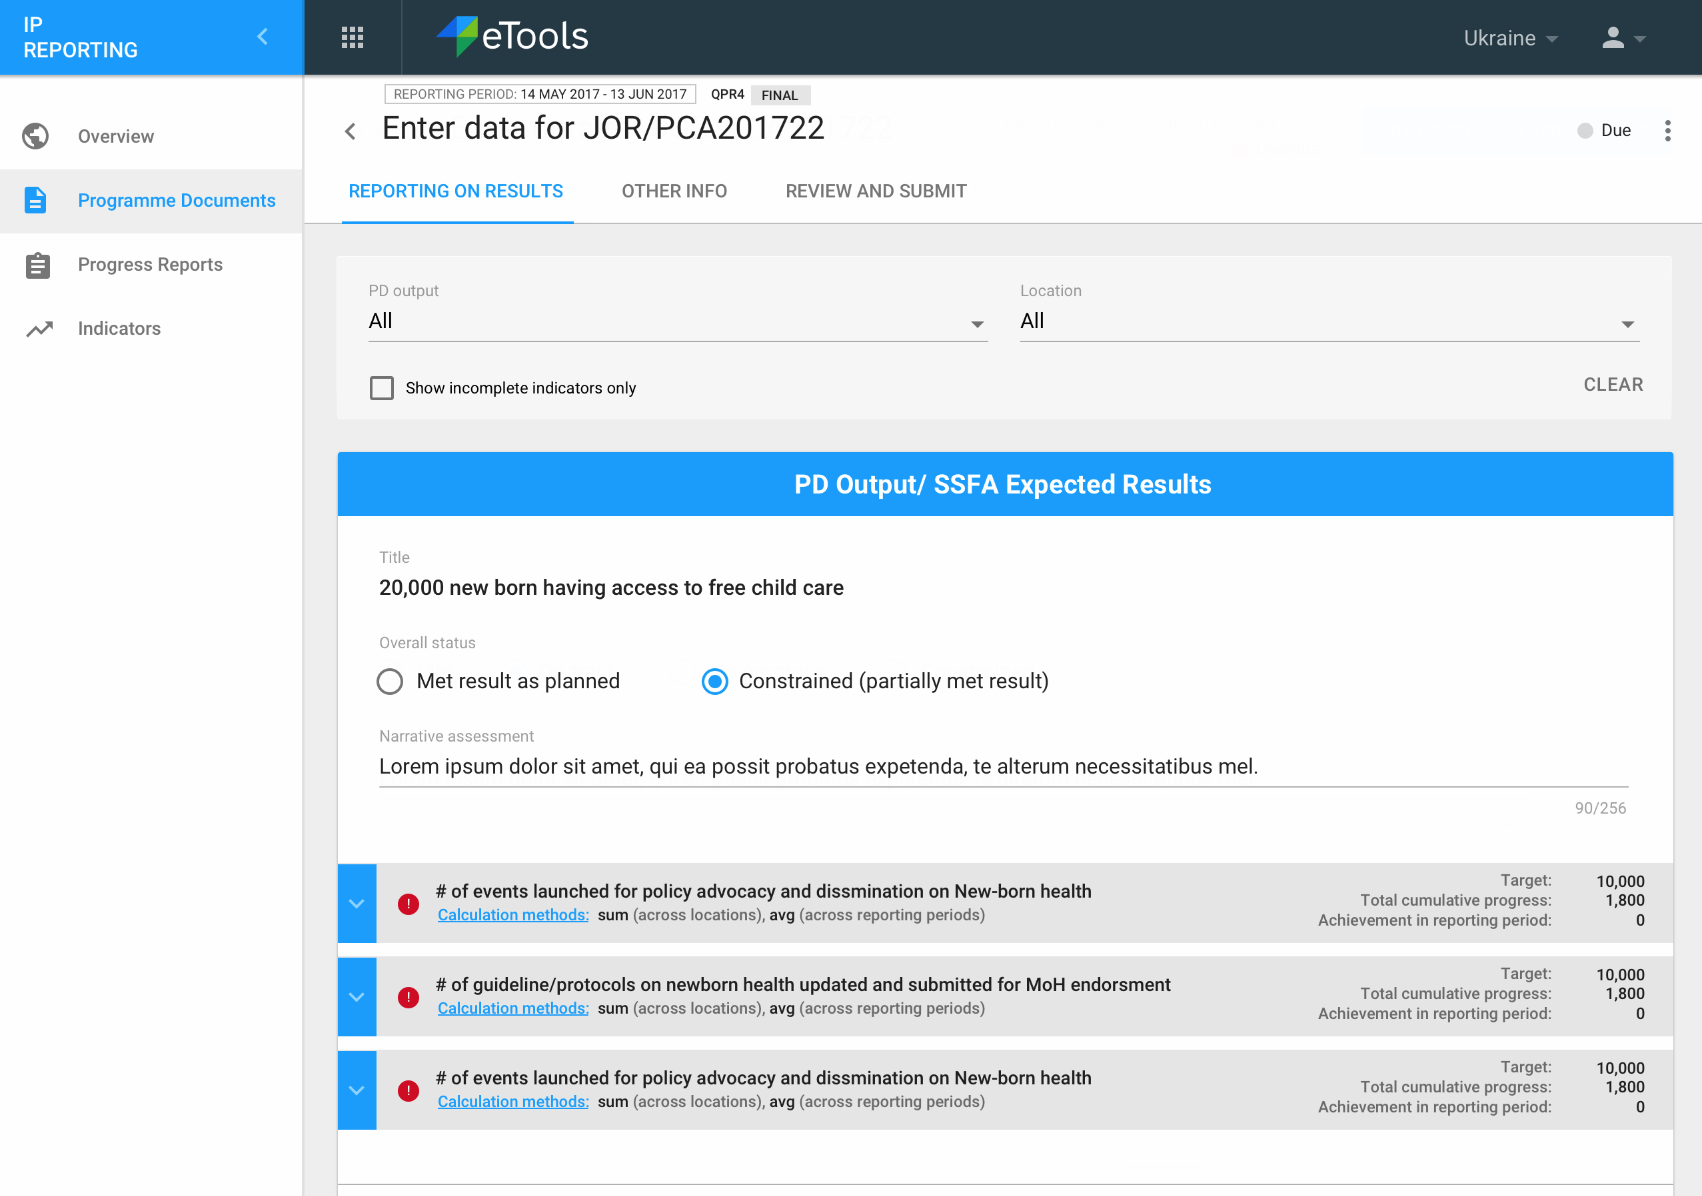 IP
REPORTING
eTools
Ukraine
REPORTING PERIOD: 14 MAY 2017 - 13 JUN 2017 QPR4 FINAL
Enter data for JOR/PCA201722
Due
REPORTING ON RESULTS OTHER INFO REVIEW AND SUBMIT
Overview
Programme Documents
Progress Reports
Indicators
PD output
All
Location
All
Show incomplete indicators only
CLEAR
PD Output/ SSFA Expected Results
Title
20,000 new born having access to free child care
Overall status
Met result as planned Constrained (partially met result)
Narrative assessment
Lorem ipsum dolor sit amet, qui ea possit probatus expetenda, te alterum necessitatibus mel.
90/256
# of events launched for policy advocacy and dissmination on New-born health
Calculation methods: sum (across locations), avg (across reporting periods)
Target: 10,000
Total cumulative progress: 1,800
Achievement in reporting period: 0
# of guideline/protocols on newborn health updated and submitted for MoH endorsment
Calculation methods: sum (across locations), avg (across reporting periods)
Target: 10,000
Total cumulative progress: 1,800
Achievement in reporting period: 0
# of events launched for policy advocacy and dissmination on New-born health
Calculation methods: sum (across locations), avg (across reporting periods)
Target: 10,000
Total cumulative progress: 1,800
Achievement in reporting period: 0